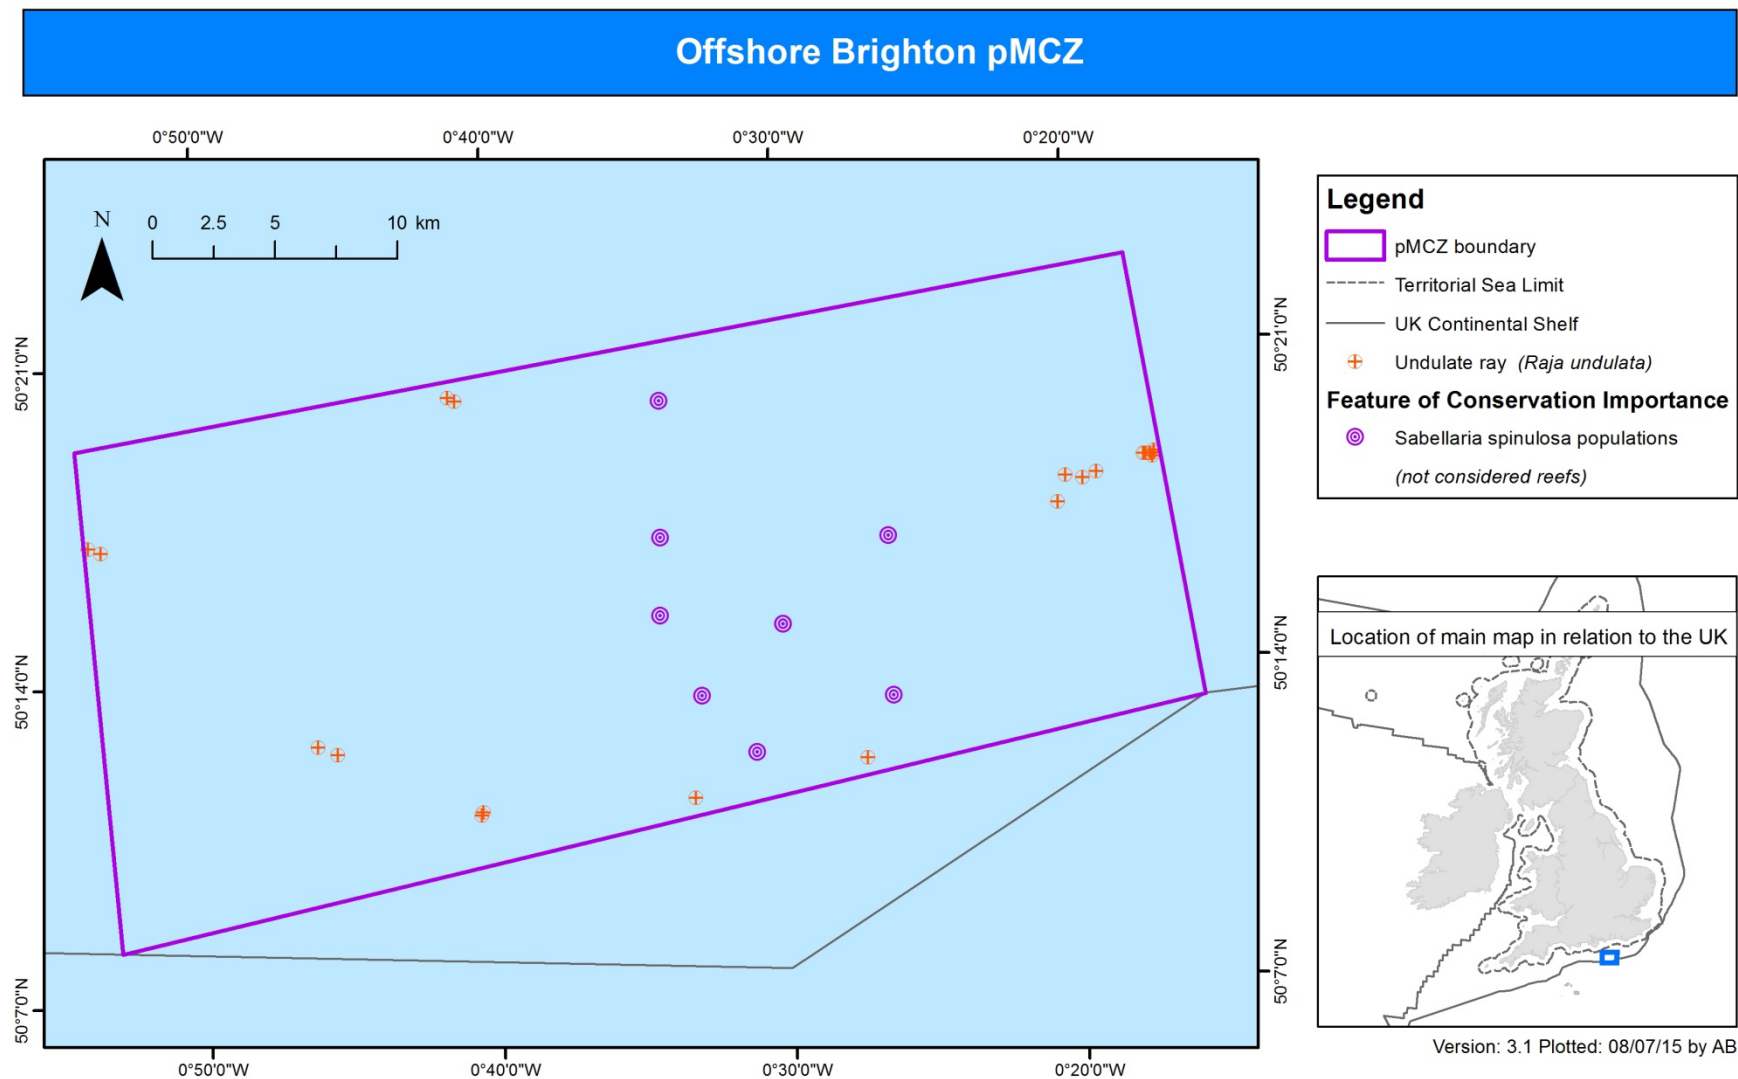 Offshore Brighton pMCZ
0°50'0"W 0°40'0"W 0°30'0"W 0°20'0"W
N 0 2.5 5 10 km
50°21'0"N
50°14'0"N
50°7'0"N
50°21'0"N
50°14'0"N
50°7'0"N
0°50'0"W 0°40'0"W 0°30'0"W 0°20'0"W
Legend
pMCZ boundary
Territorial Sea Limit
UK Continental Shelf
Undulate ray (Raja undulata)
Feature of Conservation Importance
Sabellaria spinulosa populations
(not considered reefs)
Location of main map in relation to the UK
Version: 3.1 Plotted: 08/07/15 by AB